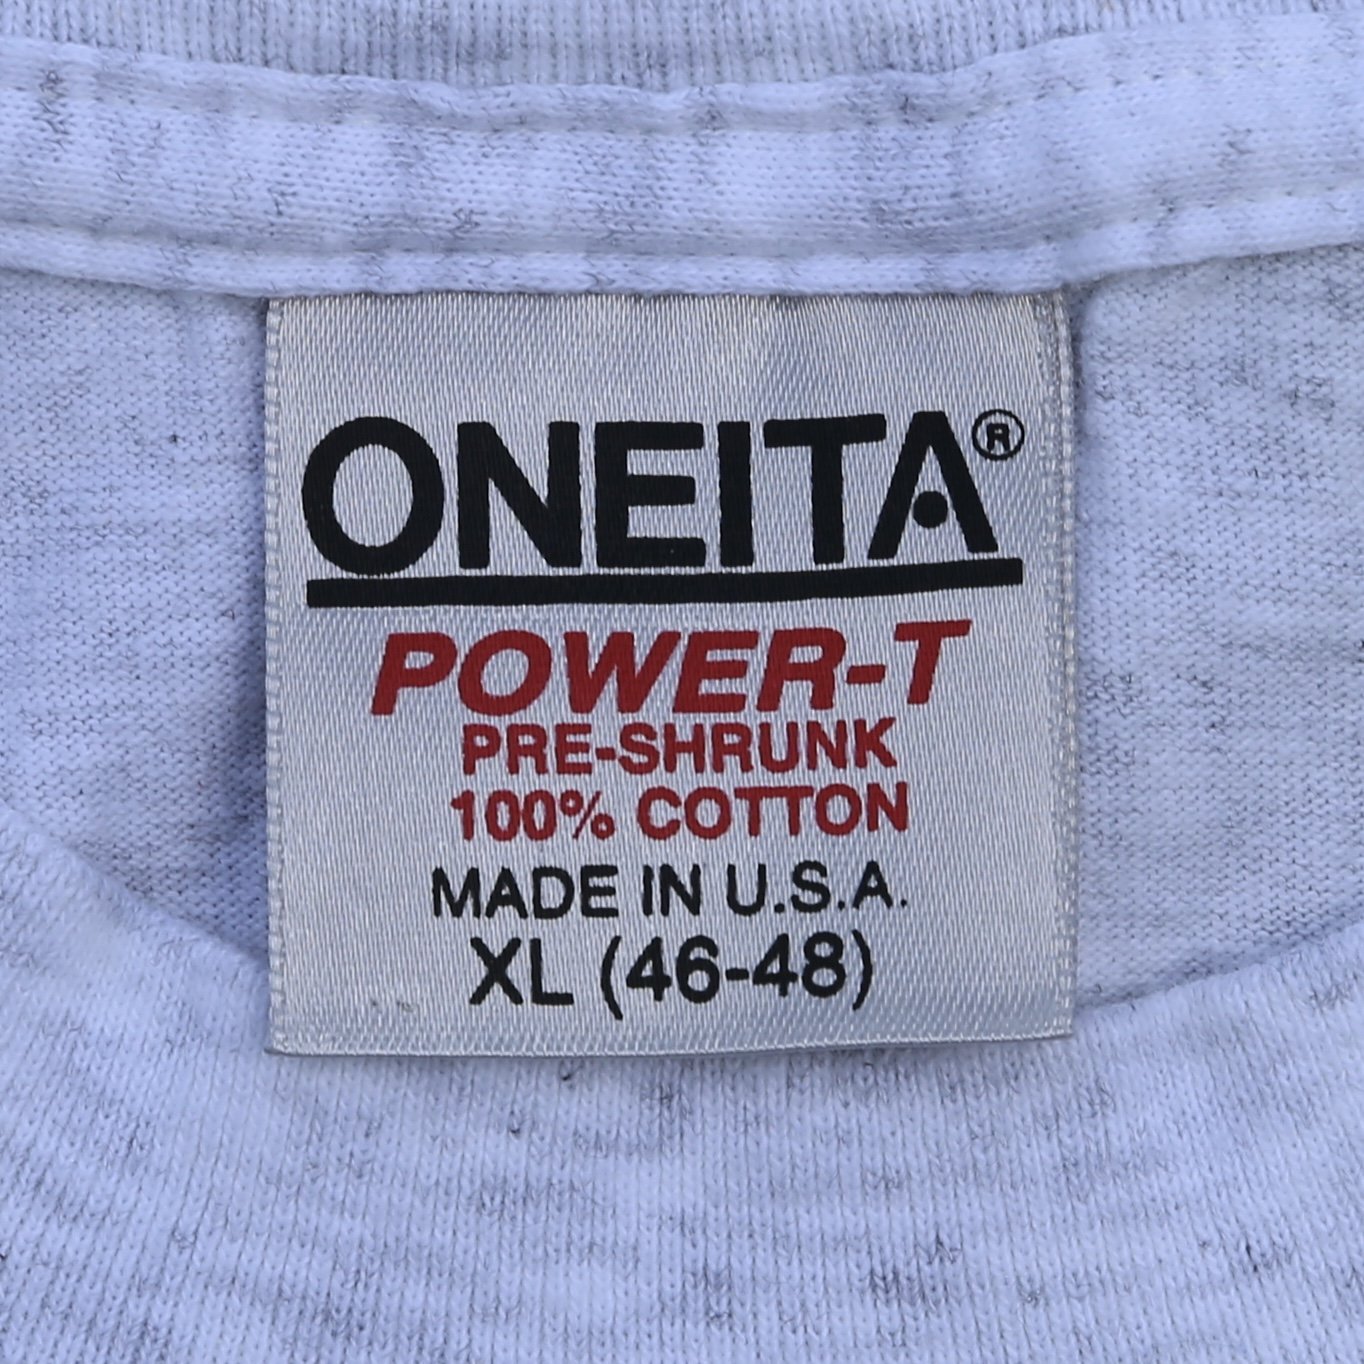 ONEITA®
POWER-T
PRE-SHRUNK
100% COTTON
MADE IN U.S.A.
XL (46-48)